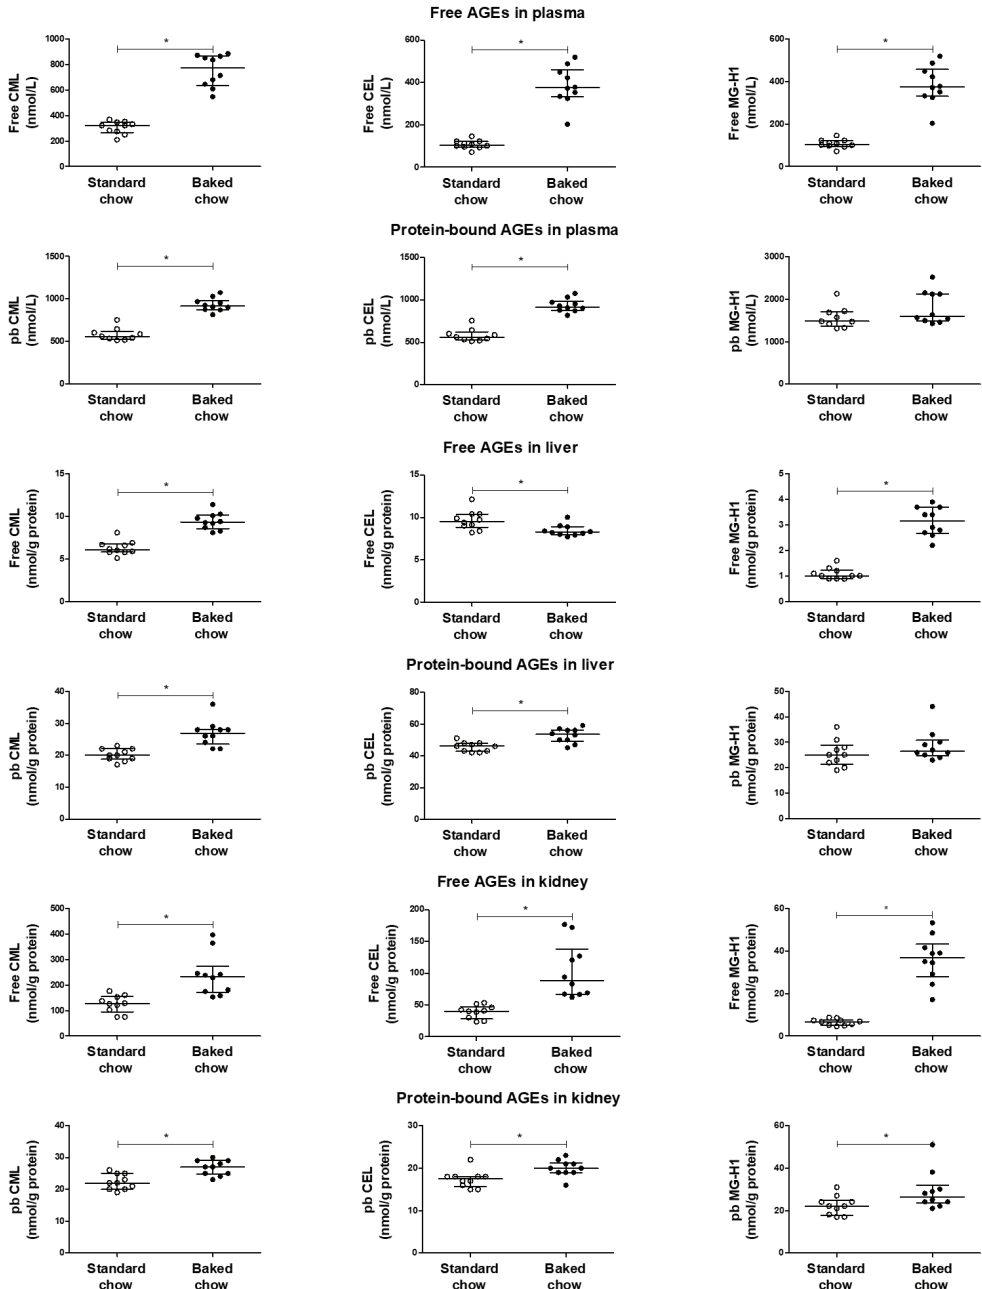 Free AGEs in plasma
Free CML
(nmol/L)
1000
800
600
400
200
0
*
Standard
chow
Baked
chow
Free CEL
(nmol/L)
600
400
200
0
*
Standard
chow
Baked
chow
Free MG-H1
(nmol/L)
600
400
200
0
*
Standard
chow
Baked
chow
Protein-bound AGEs in plasma
pb CML
(nmol/L)
1500
1000
500
0
*
Standard
chow
Baked
chow
pb CEL
(nmol/L)
1500
1000
500
0
*
Standard
chow
Baked
chow
pb MG-H1
(nmol/L)
3000
2000
1000
0
Standard
chow
Baked
chow
Free AGEs in liver
Free CML
(nmol/g protein)
15
10
5
0
*
Standard
chow
Baked
chow
Free CEL
(nmol/g protein)
15
10
5
0
*
Standard
chow
Baked
chow
Free MG-H1
(nmol/g protein)
5
4
3
2
1
0
*
Standard
chow
Baked
chow
Protein-bound AGEs in liver
pb CML
(nmol/g protein)
40
30
20
10
0
*
Standard
chow
Baked
chow
pb CEL
(nmol/g protein)
80
60
40
20
0
*
Standard
chow
Baked
chow
pb MG-H1
(nmol/g protein)
50
40
30
20
10
0
Standard
chow
Baked
chow
Free AGEs in kidney
Free CML
(nmol/g protein)
500
400
300
200
100
0
*
Standard
chow
Baked
chow
Free CEL
(nmol/g protein)
200
150
100
50
0
*
Standard
chow
Baked
chow
Free MG-H1
(nmol/g protein)
60
40
20
0
*
Standard
chow
Baked
chow
Protein-bound AGEs in kidney
pb CML
(nmol/g protein)
40
30
20
10
0
*
Standard
chow
Baked
chow
pb CEL
(nmol/g protein)
30
20
10
0
*
Standard
chow
Baked
chow
pb MG-H1
(nmol/g protein)
60
40
20
0
*
Standard
chow
Baked
chow